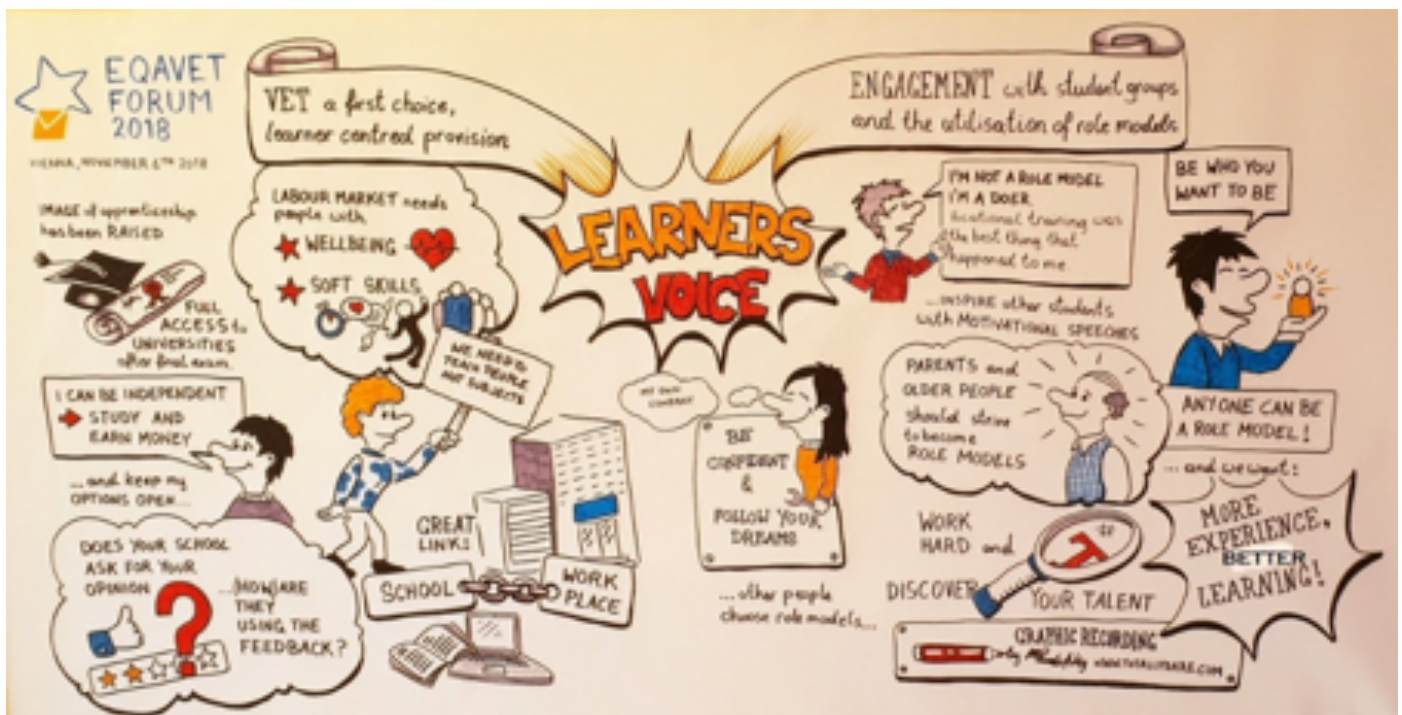 EQAVET
FORUM
2018
VIENNA, NOVEMBER 6TH 2018
VET a first choice,
learner centred provision
ENGAGEMENT with student groups
and the utilisation of role models
LEARNERS
VOICE
IMAGE of apprenticeship
has been RAISED
FULL
ACCESS to
UNIVERSITIES
after final exam.
LABOUR MARKET needs
people with
WELLBEING
SOFT SKILLS
WE NEED TO
TEACH PEOPLE
NOT SUBJECTS
I CAN BE INDEPENDENT
STUDY AND
EARN MONEY
...and keep my
OPTIONS OPEN...
DOES YOUR SCHOOL
ASK FOR YOUR
OPINION
...(HOW) ARE
THEY
USING THE
FEEDBACK?
GREAT
LINK!
SCHOOL
WORK
PLACE
MY OWN
COMPANY
BE
CONFIDENT
&
FOLLOW YOUR
DREAMS
...other people
choose role models...
I'M NOT A ROLE MODEL
I'M A DOER
training was
the best thing that
happened to me.
...INSPIRE other students
with MOTIVATIONAL SPEECHES
BE WHO YOU
WANT TO BE
PARENTS and
OLDER PEOPLE
should strive
to become
ROLE MODELS
ANYONE CAN BE
A ROLE MODEL!
...and we want:
MORE
EXPERIENCE,
BETTER
LEARNING!
WORK
HARD and
DISCOVER
YOUR TALENT
GRAPHIC RECORDING
by